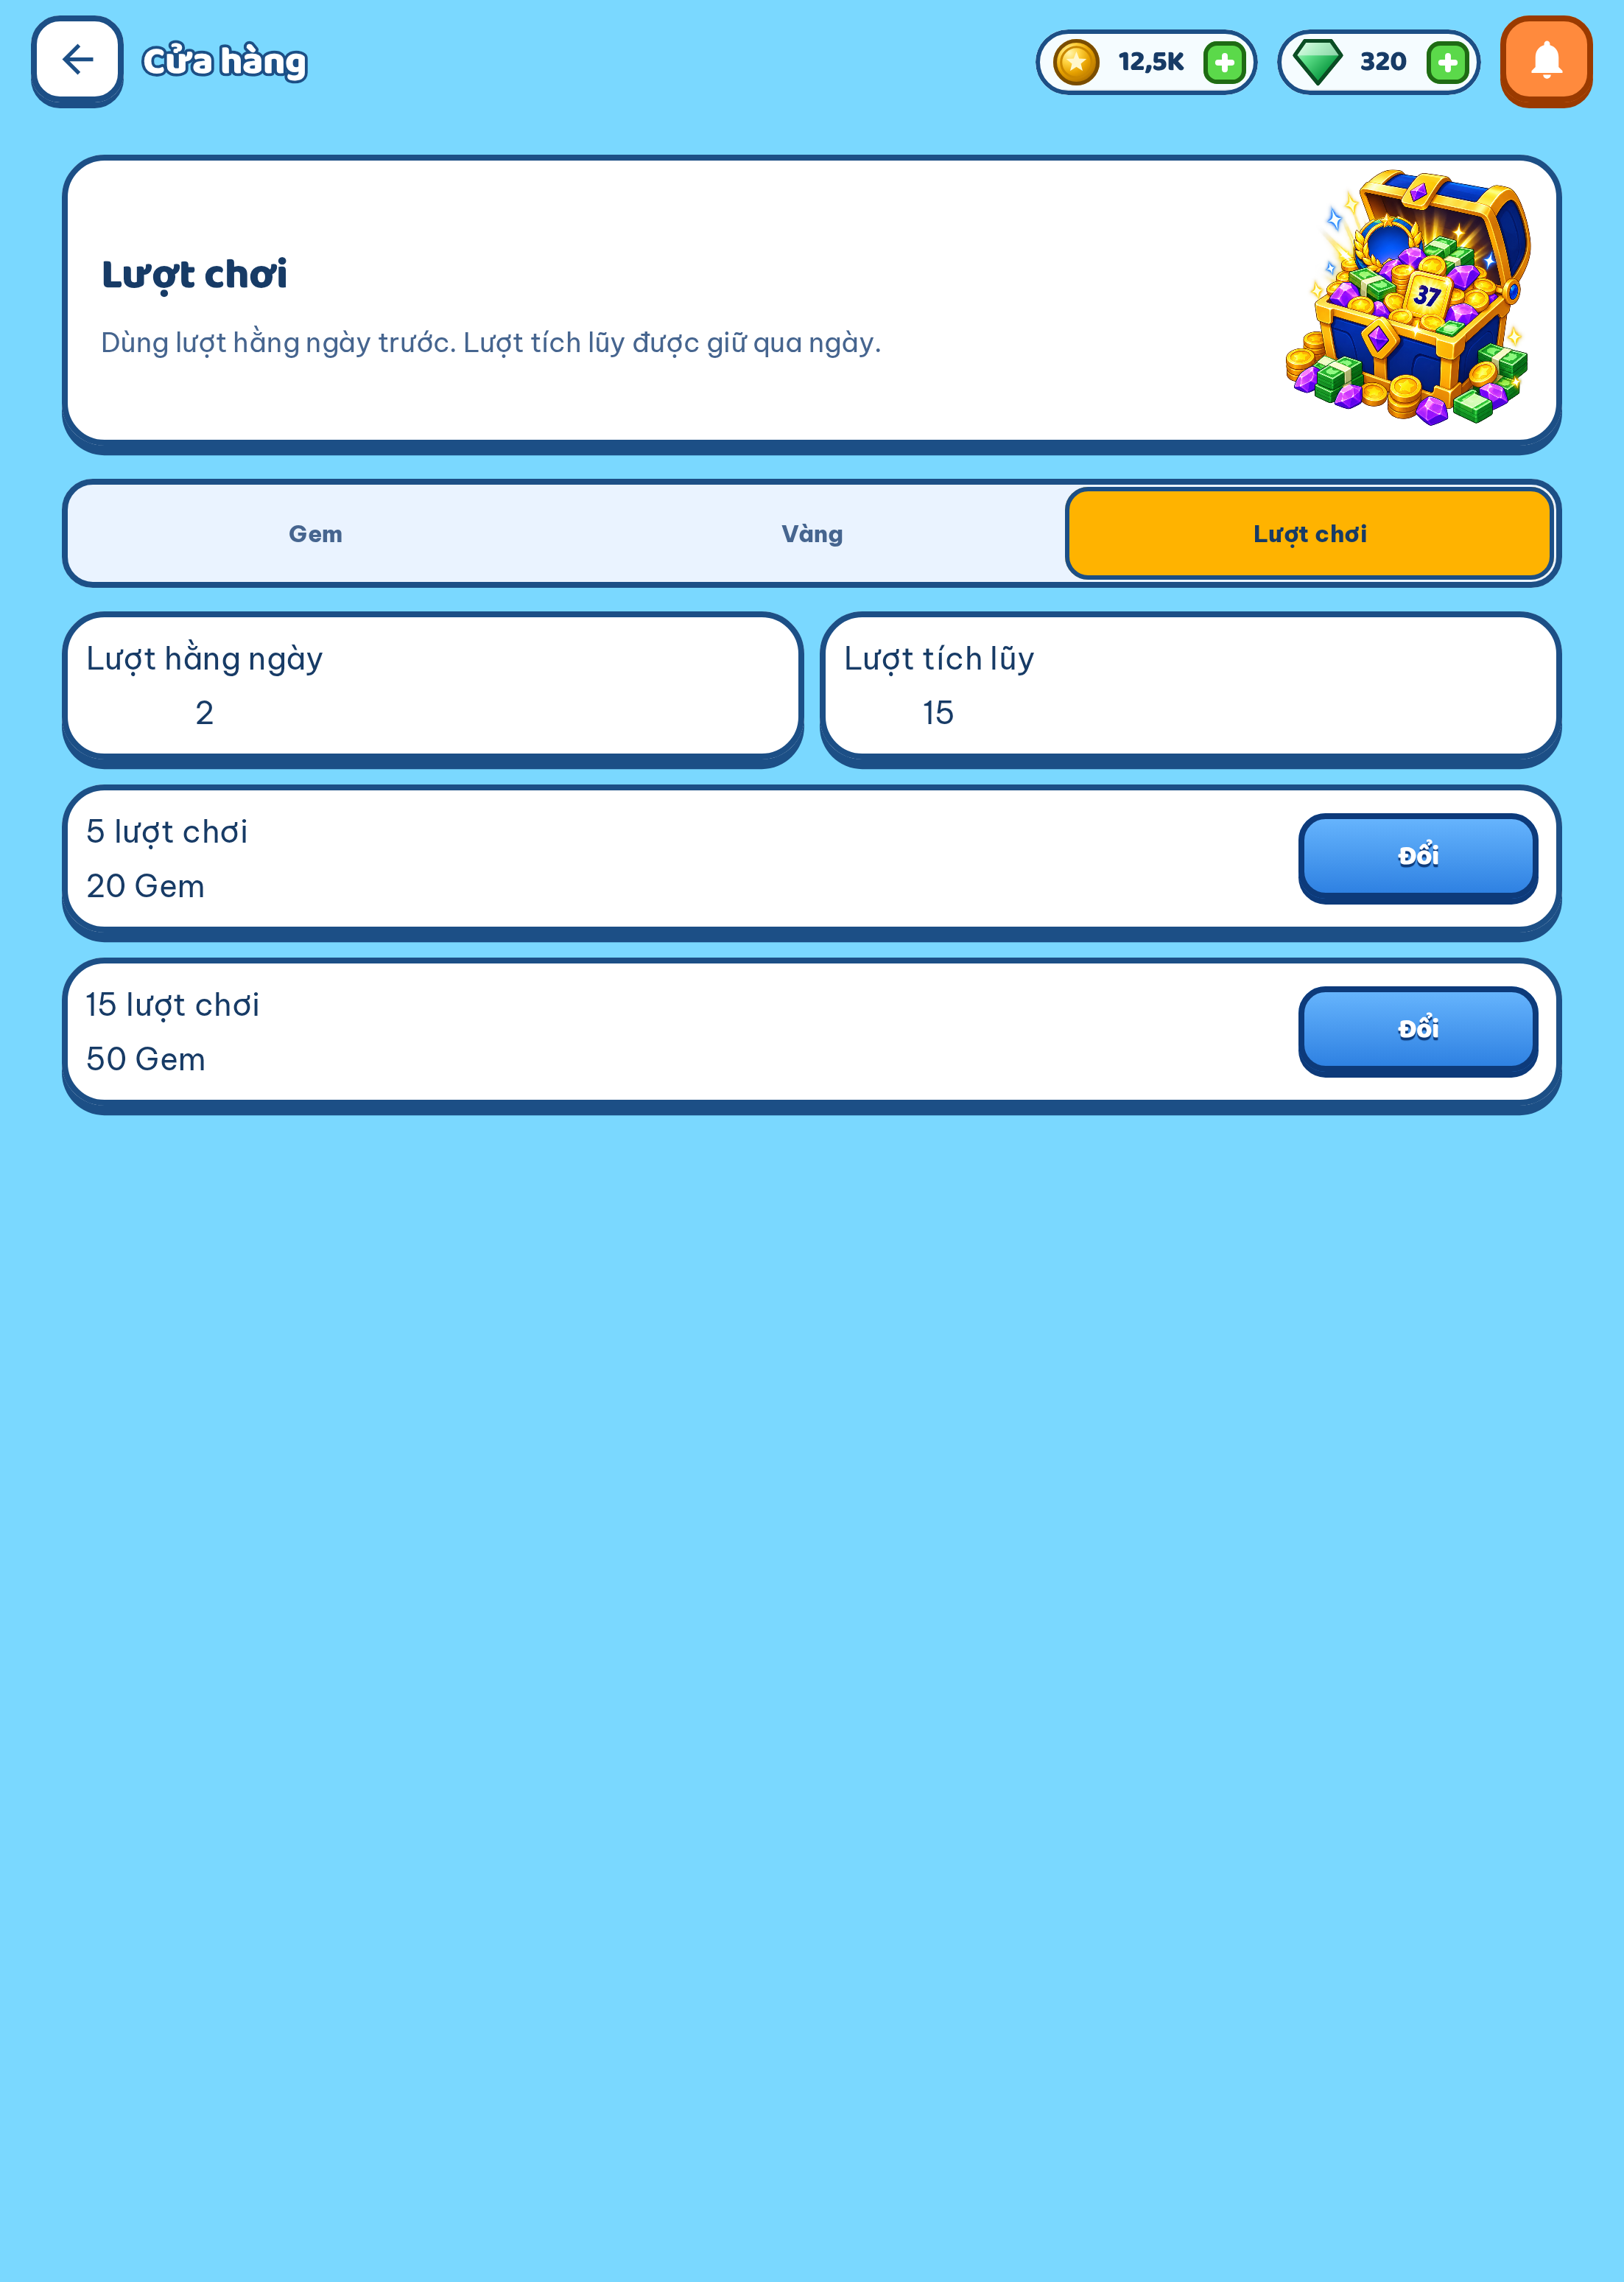 Cửa hàng
12,5K
320
Lượt chơi
Dùng lượt hằng ngày trước. Lượt tích lũy được giữ qua ngày.
37
Gem
Vàng
Lượt chơi
Lượt hằng ngày
2
Lượt tích lũy
15
5 lượt chơi
20 Gem
Đổi
15 lượt chơi
50 Gem
Đổi